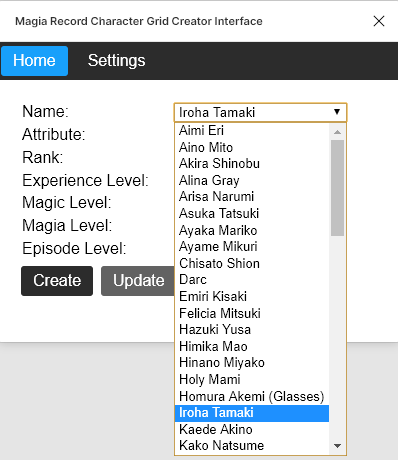 Magia Record Character Grid Creator Interface
Home Settings
Name: Iroha Tamaki
Attribute:
Rank:
Experience Level:
Magic Level:
Magia Level:
Episode Level:
Create Update
Aimi Eri
Aino Mito
Akira Shinobu
Alina Gray
Arisa Narumi
Asuka Tatsuki
Ayaka Mariko
Ayame Mikuri
Chisato Shion
Darc
Emiri Kisaki
Felicia Mitsuki
Hazuki Yusa
Himika Mao
Hinano Miyako
Holy Mami
Homura Akemi (Glasses)
Iroha Tamaki
Kaede Akino
Kako Natsume